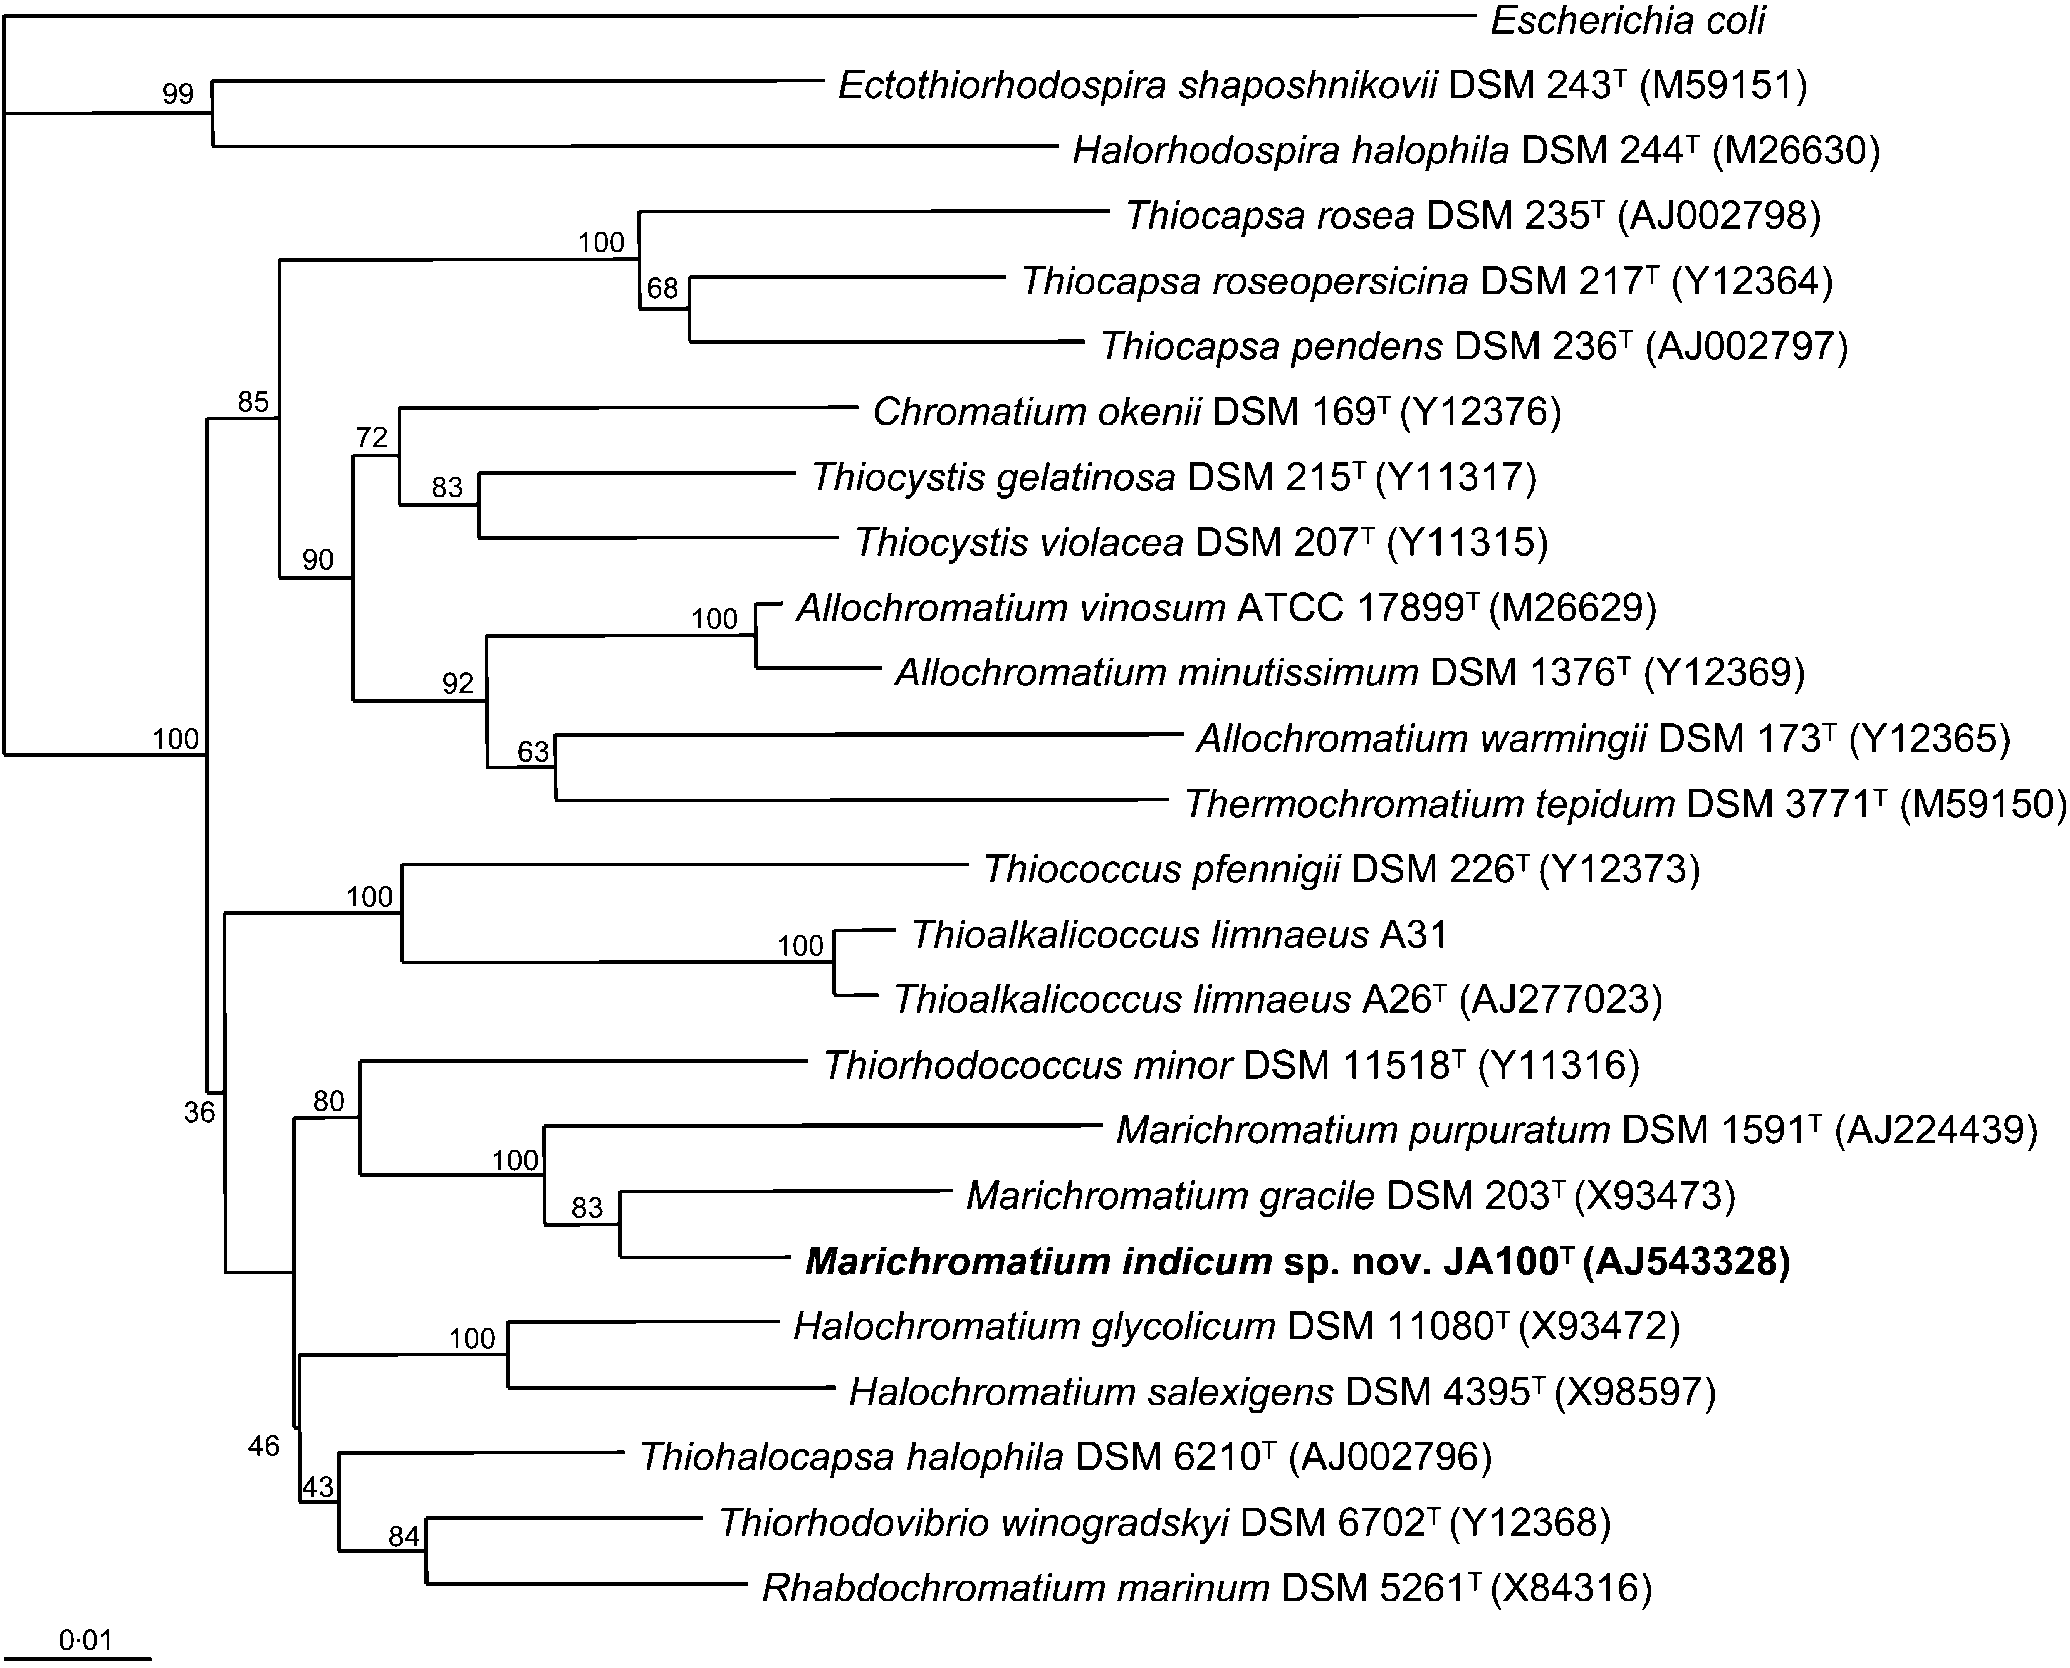 Escherichia coli
99
Ectothiorhodospira shaposhnikovii DSM 243ᵀ (M59151)
Halorhodospira halophila DSM 244ᵀ (M26630)
Thiocapsa rosea DSM 235ᵀ (AJ002798)
100
Thiocapsa roseopersicina DSM 217ᵀ (Y12364)
68
Thiocapsa pendens DSM 236ᵀ (AJ002797)
85
Chromatium okenii DSM 169ᵀ (Y12376)
72
Thiocystis gelatinosa DSM 215ᵀ (Y11317)
83
Thiocystis violacea DSM 207ᵀ (Y11315)
90
Allochromatium vinosum ATCC 17899ᵀ (M26629)
100
Allochromatium minutissimum DSM 1376ᵀ (Y12369)
92
Allochromatium warmingii DSM 173ᵀ (Y12365)
100
63
Thermochromatium tepidum DSM 3771ᵀ (M59150)
Thiococcus pfennigii DSM 226ᵀ (Y12373)
100
Thioalkalicoccus limnaeus A31
100
Thioalkalicoccus limnaeus A26ᵀ (AJ277023)
Thiorhodococcus minor DSM 11518ᵀ (Y11316)
80
36
Marichromatium purpuratum DSM 1591ᵀ (AJ224439)
100
Marichromatium gracile DSM 203ᵀ (X93473)
83
Marichromatium indicum sp. nov. JA100ᵀ (AJ543328)
Halochromatium glycolicum DSM 11080ᵀ (X93472)
100
Halochromatium salexigens DSM 4395ᵀ (X98597)
46
Thiohalocapsa halophila DSM 6210ᵀ (AJ002796)
43
Thiorhodovibrio winogradskyi DSM 6702ᵀ (Y12368)
84
Rhabdochromatium marinum DSM 5261ᵀ (X84316)
0·01